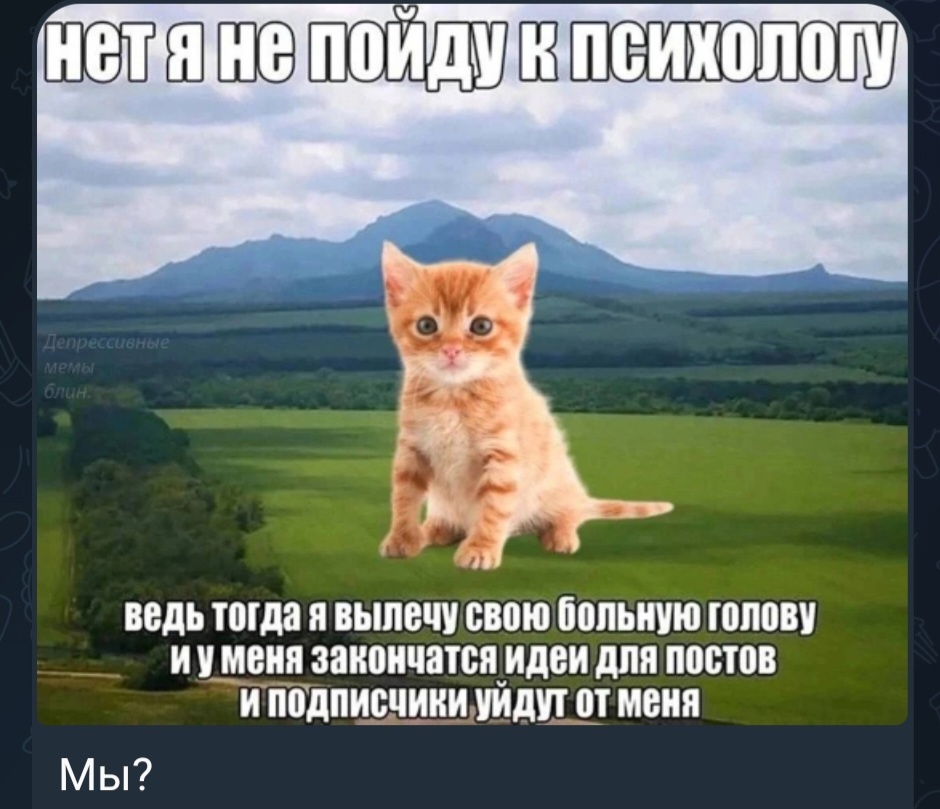 нет я не пойду к психологу
Депрессивные
мемы
блин.
ведь тогда я вылечу свою больную голову
и у меня закончатся идеи для постов
и подписчики уйдут от меня
Мы?